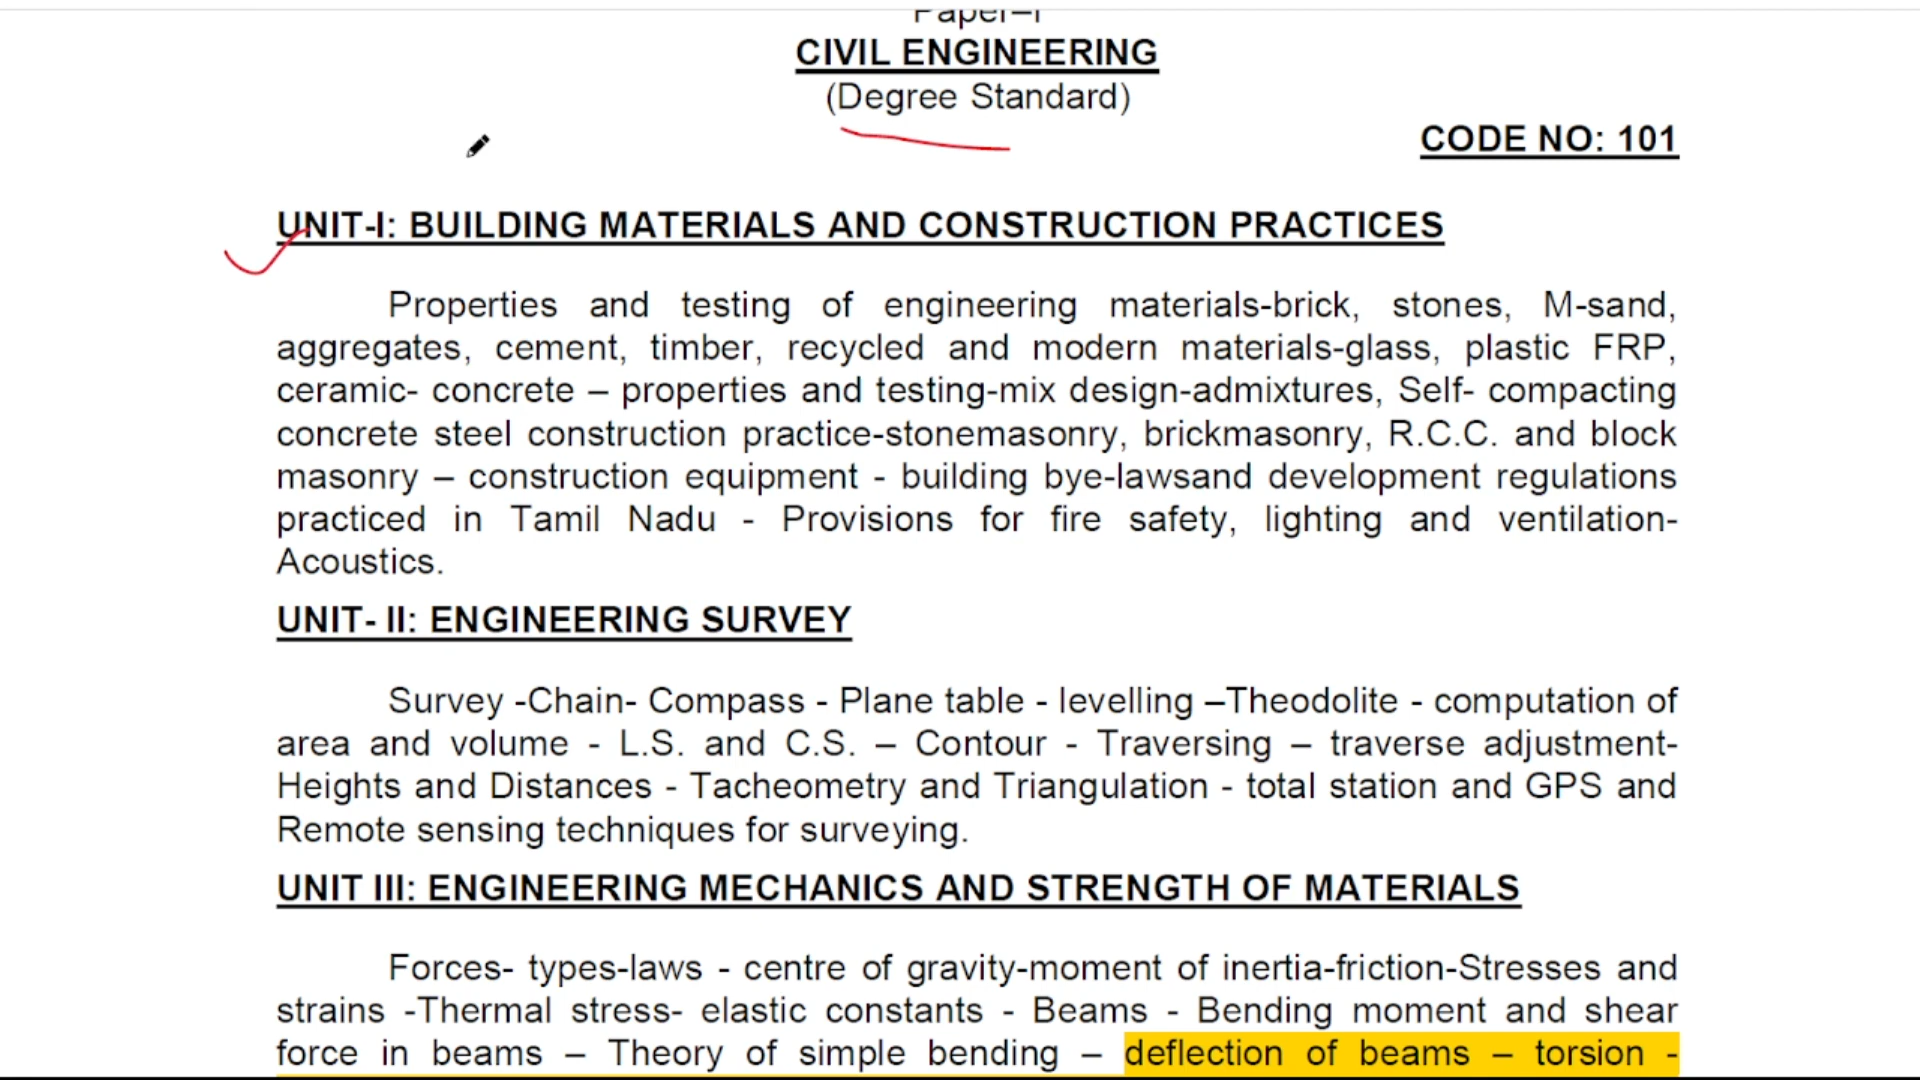 Paper–I
CIVIL ENGINEERING
(Degree Standard)
CODE NO: 101
UNIT-I: BUILDING MATERIALS AND CONSTRUCTION PRACTICES
Properties and testing of engineering materials-brick, stones, M-sand,
aggregates, cement, timber, recycled and modern materials-glass, plastic FRP,
ceramic- concrete – properties and testing-mix design-admixtures, Self- compacting
concrete steel construction practice-stonemasonry, brickmasonry, R.C.C. and block
masonry – construction equipment - building bye-lawsand development regulations
practiced in Tamil Nadu - Provisions for fire safety, lighting and ventilation-
Acoustics.
UNIT- II: ENGINEERING SURVEY
Survey -Chain- Compass - Plane table - levelling –Theodolite - computation of
area and volume - L.S. and C.S. – Contour - Traversing – traverse adjustment-
Heights and Distances - Tacheometry and Triangulation - total station and GPS and
Remote sensing techniques for surveying.
UNIT III: ENGINEERING MECHANICS AND STRENGTH OF MATERIALS
Forces- types-laws - centre of gravity-moment of inertia-friction-Stresses and
strains -Thermal stress- elastic constants - Beams - Bending moment and shear
force in beams – Theory of simple bending – deflection of beams – torsion -